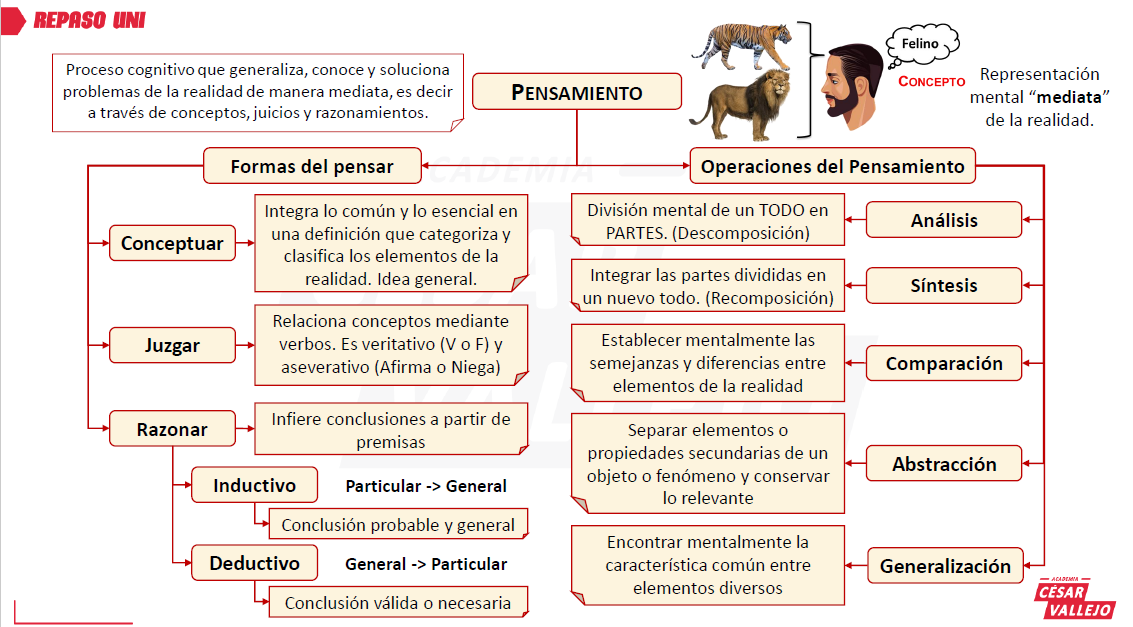 REPASO UNI
Proceso cognitivo que generaliza, conoce y soluciona
problemas de la realidad de manera mediata, es decir
a través de conceptos, juicios y razonamientos.
PENSAMIENTO
Felino
CONCEPTO
Representación
mental “mediata”
de la realidad.
Formas del pensar
ACADEMIA
Operaciones del Pensamiento
Conceptuar
Integra lo común y lo esencial en
una definición que categoriza y
clasifica los elementos de la
realidad. Idea general.
Juzgar
Relaciona conceptos mediante
verbos. Es veritativo (V o F) y
aseverativo (Afirma o Niega)
Razonar
Infiere conclusiones a partir de
premisas
Inductivo
Particular -> General
Conclusión probable y general
Deductivo
General -> Particular
Conclusión válida o necesaria
División mental de un TODO en
PARTES. (Descomposición)
Análisis
Integrar las partes divididas en
un nuevo todo. (Recomposición)
Síntesis
Establecer mentalmente las
semejanzas y diferencias entre
elementos de la realidad
Comparación
Separar elementos o
propiedades secundarias de un
objeto o fenómeno y conservar
lo relevante
Abstracción
Encontrar mentalmente la
característica común entre
elementos diversos
Generalización
ACADEMIA
CÉSAR
VALLEJO